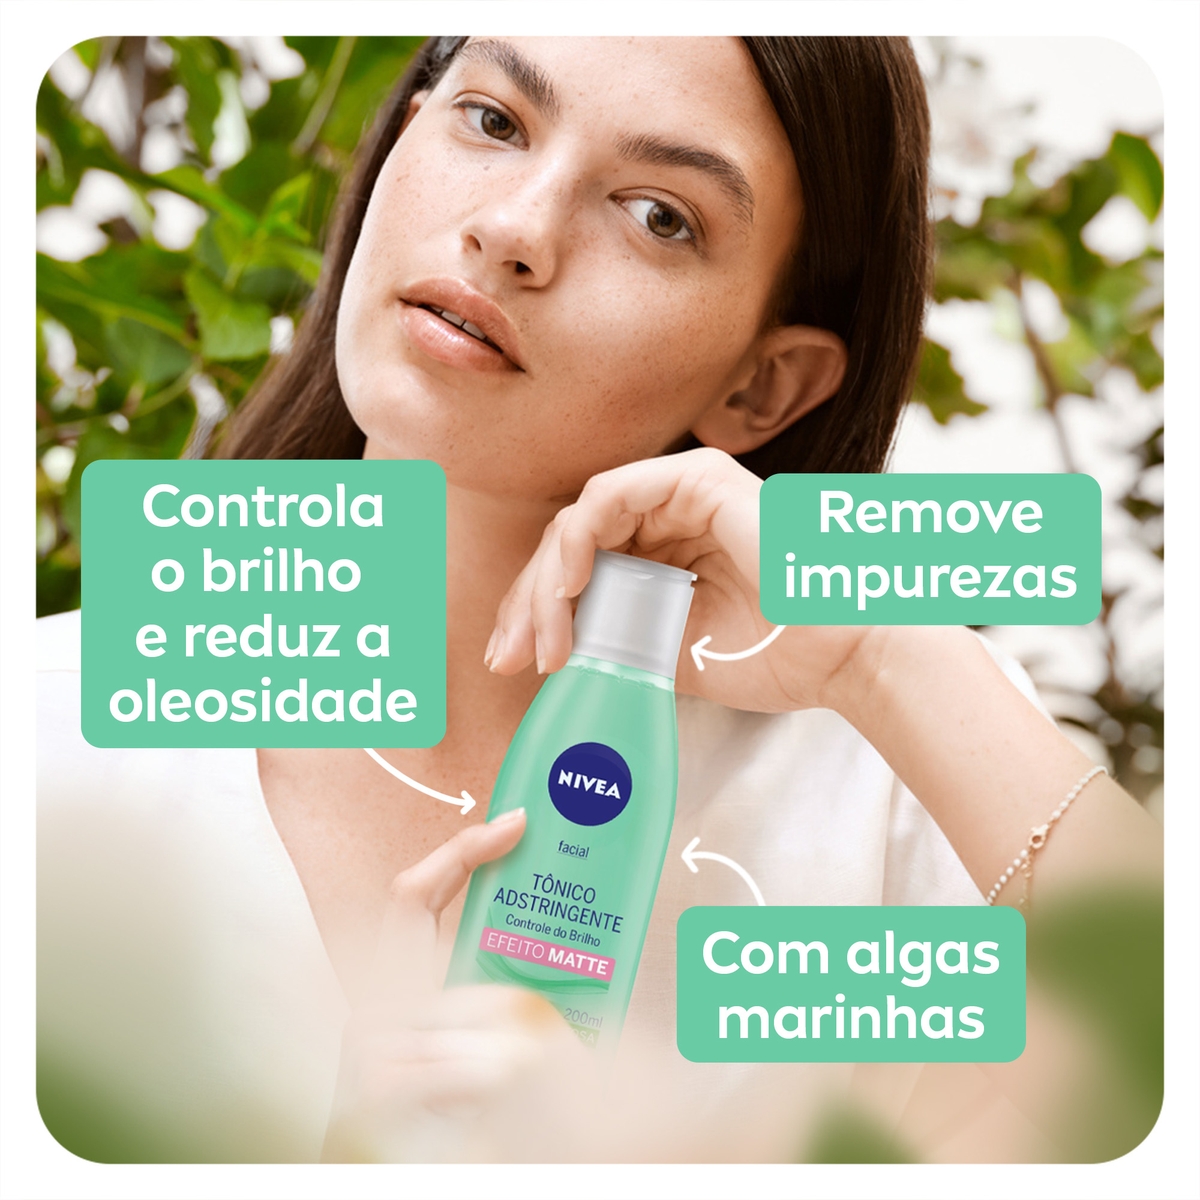 Controla
o brilho
e reduz a
oleosidade
Remove
impurezas
NIVEA
facial
TÔNICO
ADSTRINGENTE
Controle do Brilho
EFEITO MATTE
200ml
Com algas
marinhas